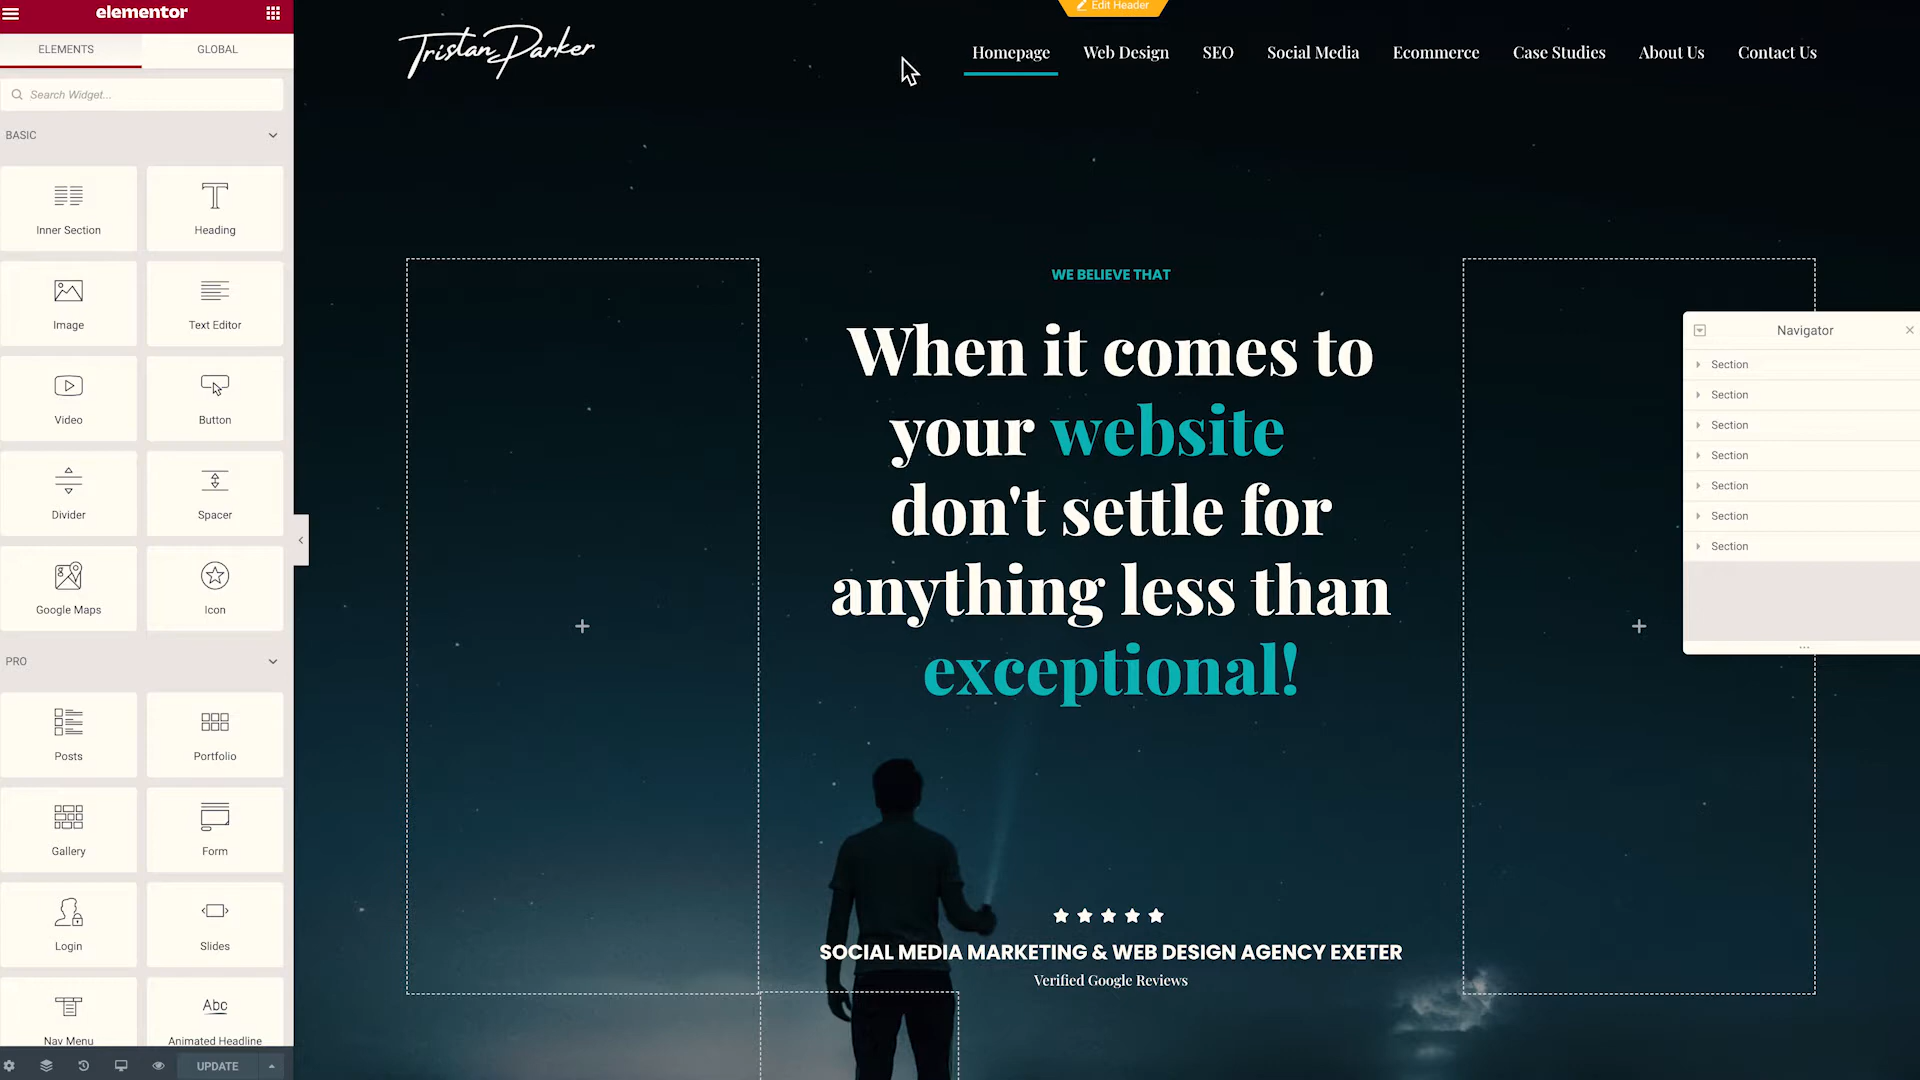 elementor
ELEMENTS
GLOBAL
Search Widget...
BASIC
Inner Section
Heading
Image
Text Editor
Video
Button
Divider
Spacer
Google Maps
Icon
PRO
Posts
Portfolio
Gallery
Form
Login
Slides
Abc
Nav Menu
Animated Headline
UPDATE
Edit Header
Tristan Parker
Homepage
Web Design
SEO
Social Media
Ecommerce
Case Studies
About Us
Contact Us
WE BELIEVE THAT
When it comes to
your website
don't settle for
anything less than
exceptional!
SOCIAL MEDIA MARKETING & WEB DESIGN AGENCY EXETER
Verified Google Reviews
Navigator
Section
Section
Section
Section
Section
Section
Section